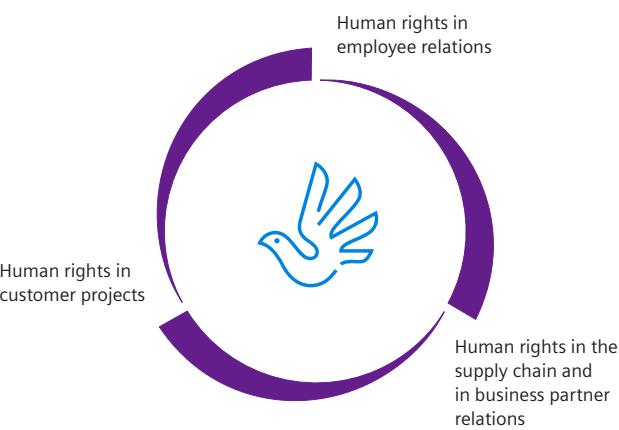 Human rights in
employee relations
Human rights in
customer projects
Human rights in the
supply chain and
in business partner
relations